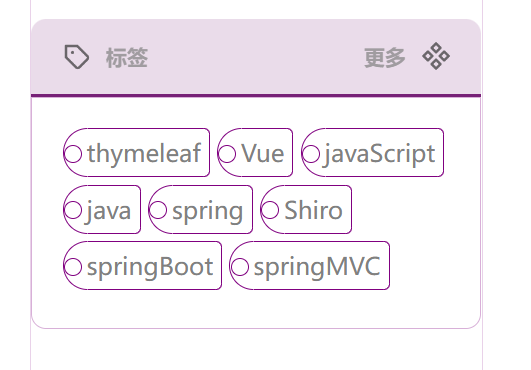 标签 更多
thymeleaf Vue javaScript
java spring Shiro
springBoot springMVC